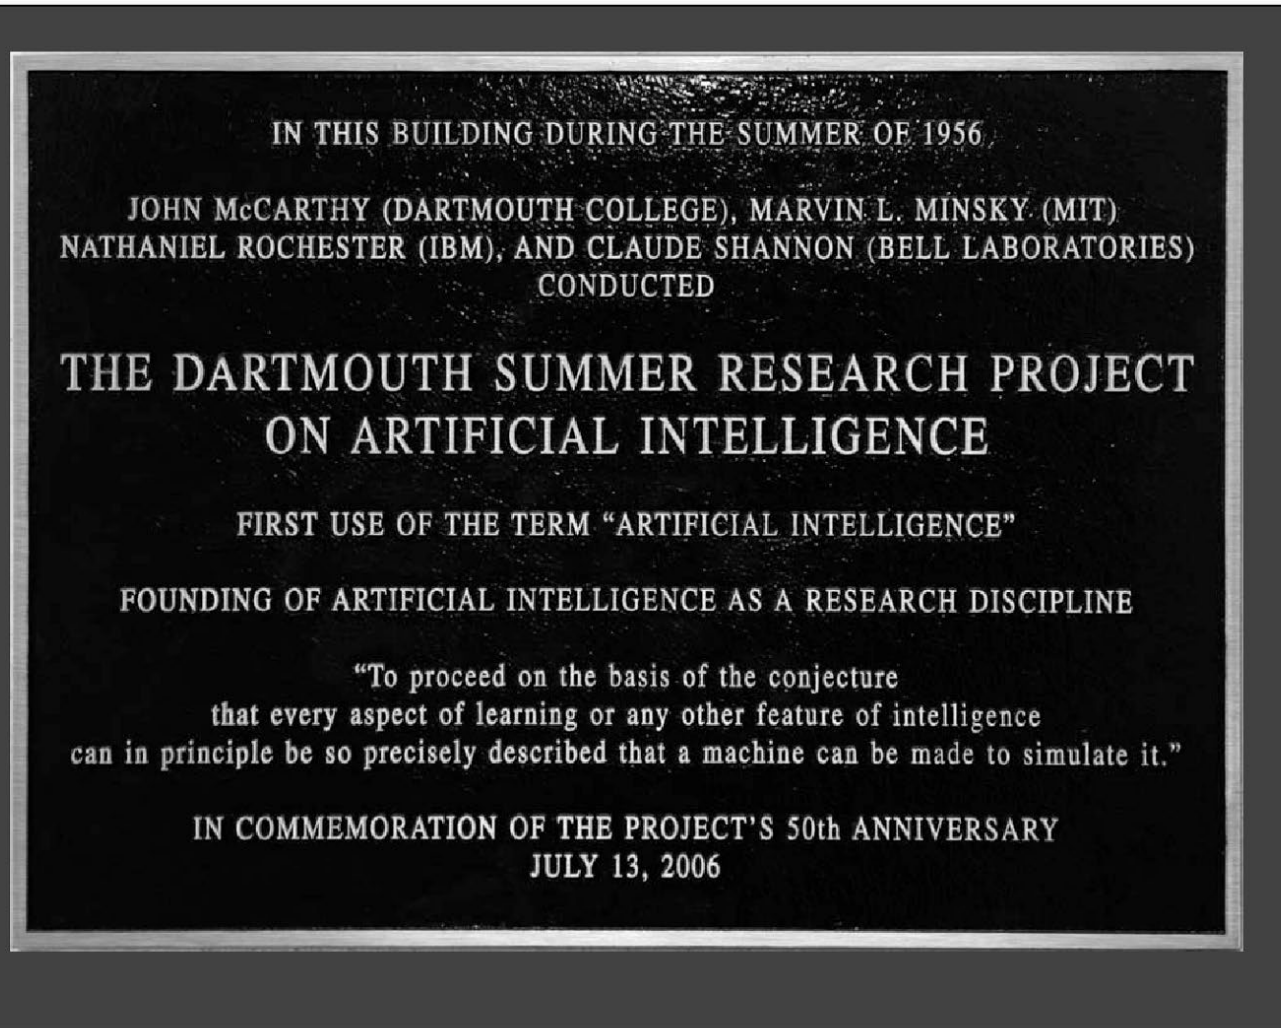 IN THIS BUILDING DURING THE SUMMER OF 1956
JOHN McCARTHY (DARTMOUTH COLLEGE), MARVIN L. MINSKY (MIT)
NATHANIEL ROCHESTER (IBM), AND CLAUDE SHANNON (BELL LABORATORIES)
CONDUCTED
THE DARTMOUTH SUMMER RESEARCH PROJECT
ON ARTIFICIAL INTELLIGENCE
FIRST USE OF THE TERM “ARTIFICIAL INTELLIGENCE”
FOUNDING OF ARTIFICIAL INTELLIGENCE AS A RESEARCH DISCIPLINE
“To proceed on the basis of the conjecture
that every aspect of learning or any other feature of intelligence
can in principle be so precisely described that a machine can be made to simulate it.”
IN COMMEMORATION OF THE PROJECT’S 50th ANNIVERSARY
JULY 13, 2006